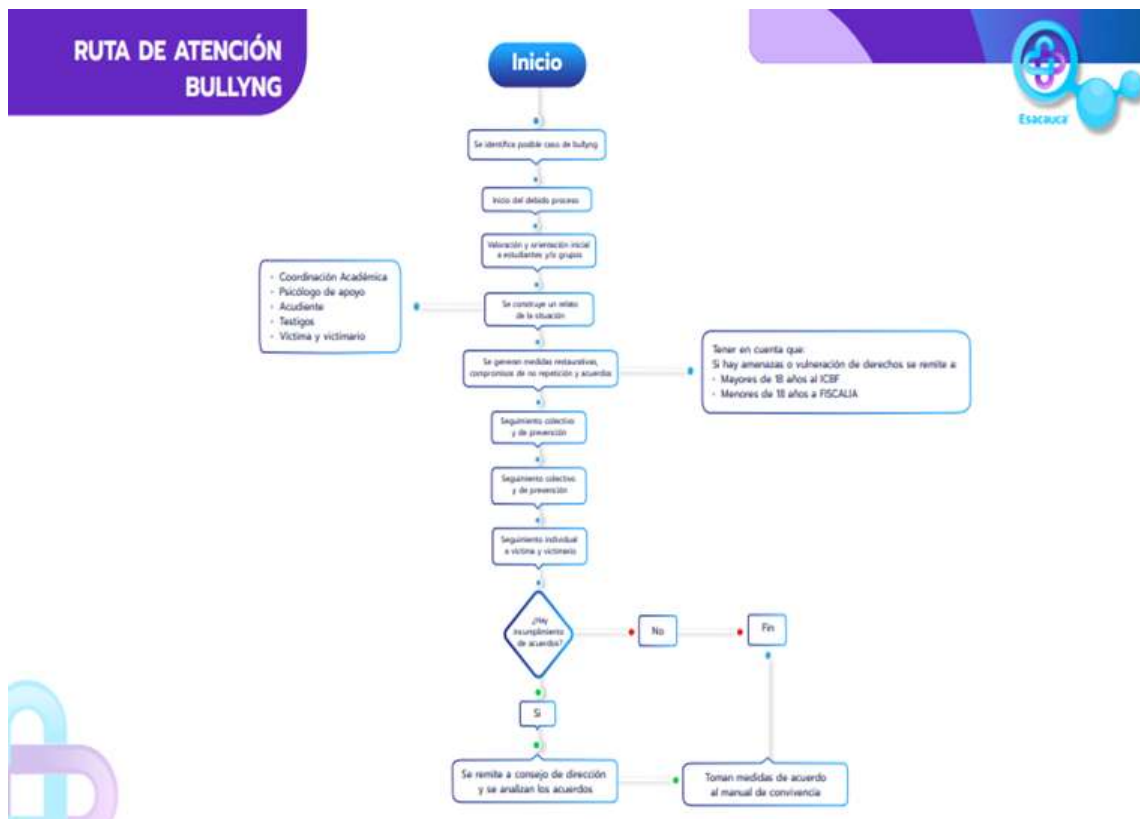 RUTA DE ATENCIÓN
BULLYNG
Inicio
Esacauca
Se identifica posible caso de bullyng
Inicio del debido proceso
Valoración y orientación inicial
a estudiantes y/o grupos
Se construye un relato
de la situación
- Coordinación Académica
- Psicólogo de apoyo
- Acudiente
- Testigos
- Víctima y victimario
Se generan medidas restaurativas,
compromisos de no repetición y acuerdos
Tener en cuenta que:
Si hay amenazas o vulneración de derechos se remite a:
- Mayores de 18 años al ICBF
- Menores de 18 años a FISCALIA
Seguimiento colectivo
y de prevención
Seguimiento colectivo
y de prevención
Seguimiento individual
a víctima y victimario
¿Hay
incumplimiento
de acuerdos?
No
Fin
Si
Se remite a consejo de dirección
y se analizan los acuerdos
Toman medidas de acuerdo
al manual de convivencia